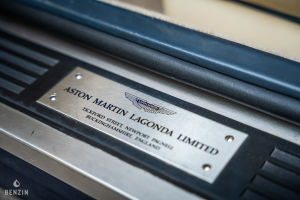 ASTON MARTIN LAGONDA LIMITED
TICKFORD STREET NEWPORT PAGNELL
BUCKINGHAMSHIRE, ENGLAND
BENZIN